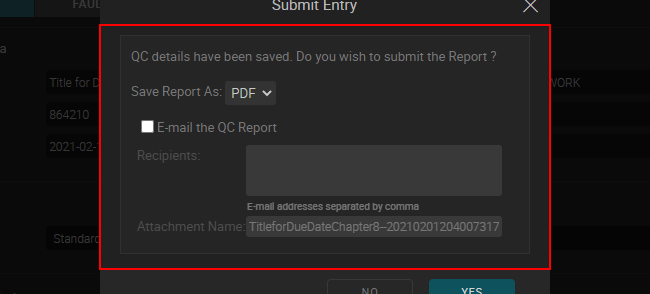 Submit Entry
FAUL
a
QC details have been saved. Do you wish to submit the Report ?
Title for D
WORK
Save Report As: PDF
864210
E-mail the QC Report
2021-02-1
Recipients:
E-mail addresses separated by comma
Attachment Name: TitleforDueDateChapter8--20210201204007317
Standard
NO
YES